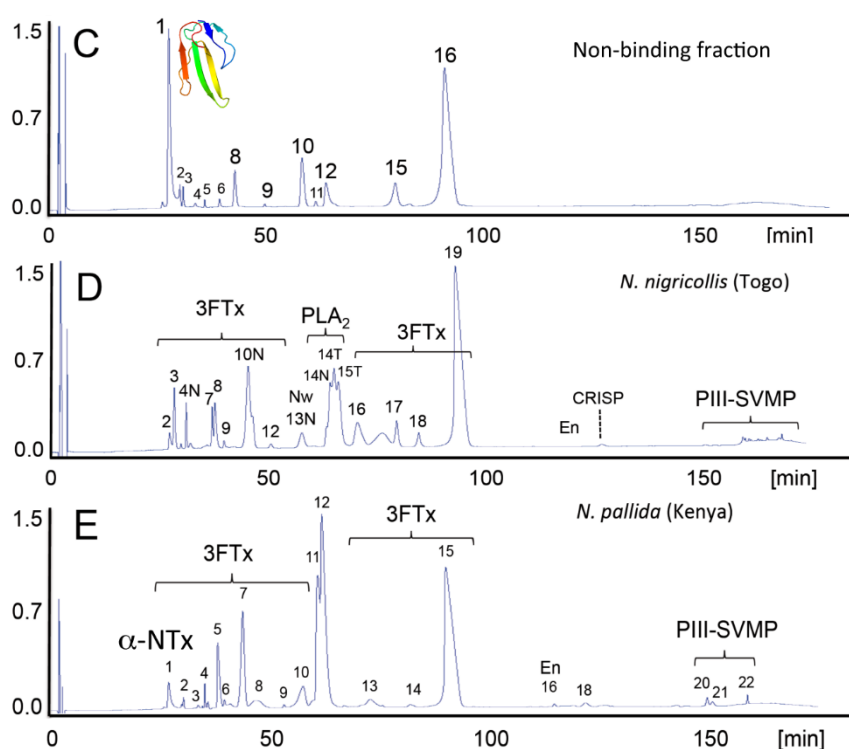 C
Non-binding fraction
1.5
0.7
0.0
1
2
3
4
5
6
8
9
10
11
12
15
16
0
50
100
150
[min]
D
N. nigricollis (Togo)
1.5
0.7
0.0
3FTx
PLA2
3FTx
2
3
4N
7
8
9
10N
12
Nw
13N
14N
14T
15T
16
17
18
19
En
CRISP
PIII-SVMP
0
50
100
150
[min]
E
N. pallida (Kenya)
1.5
0.7
0.0
3FTx
3FTx
α-NTx
1
2
3
4
5
6
7
8
9
10
11
12
13
14
15
En
16
18
PIII-SVMP
20
21
22
0
50
100
150
[min]